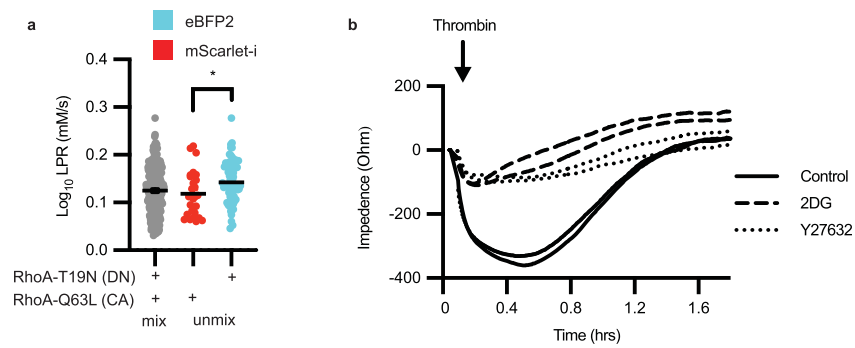 a
eBFP2
mScarlet-i
*
0.4
0.3
0.2
0.1
0.0
Log10 LPR (mM/s)
RhoA-T19N (DN) + +
RhoA-Q63L (CA) + +
mix unmix
b
Thrombin
200
0
-200
-400
Impedence (Ohm)
0 0.4 0.8 1.2 1.6
Time (hrs)
Control
2DG
Y27632